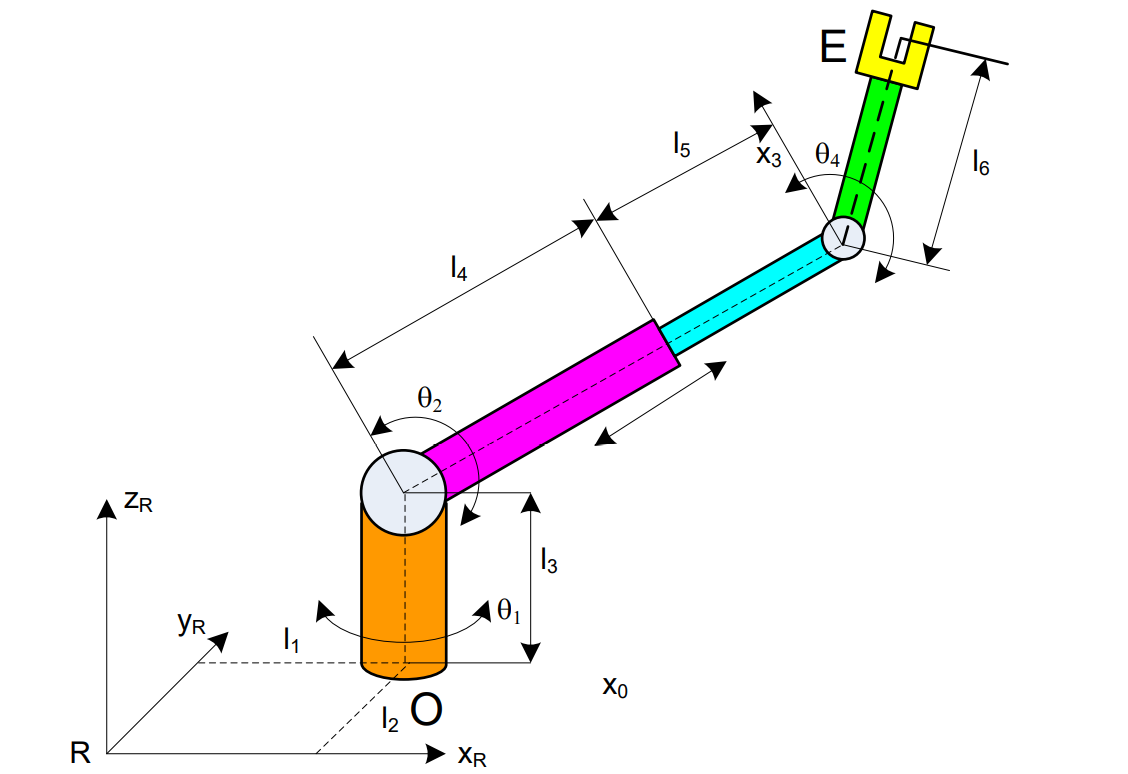 E
l₅
x₃
θ₄
l₆
l₄
θ₂
zR
l₃
yR
l₁
θ₁
x₀
l₂
O
R
xR